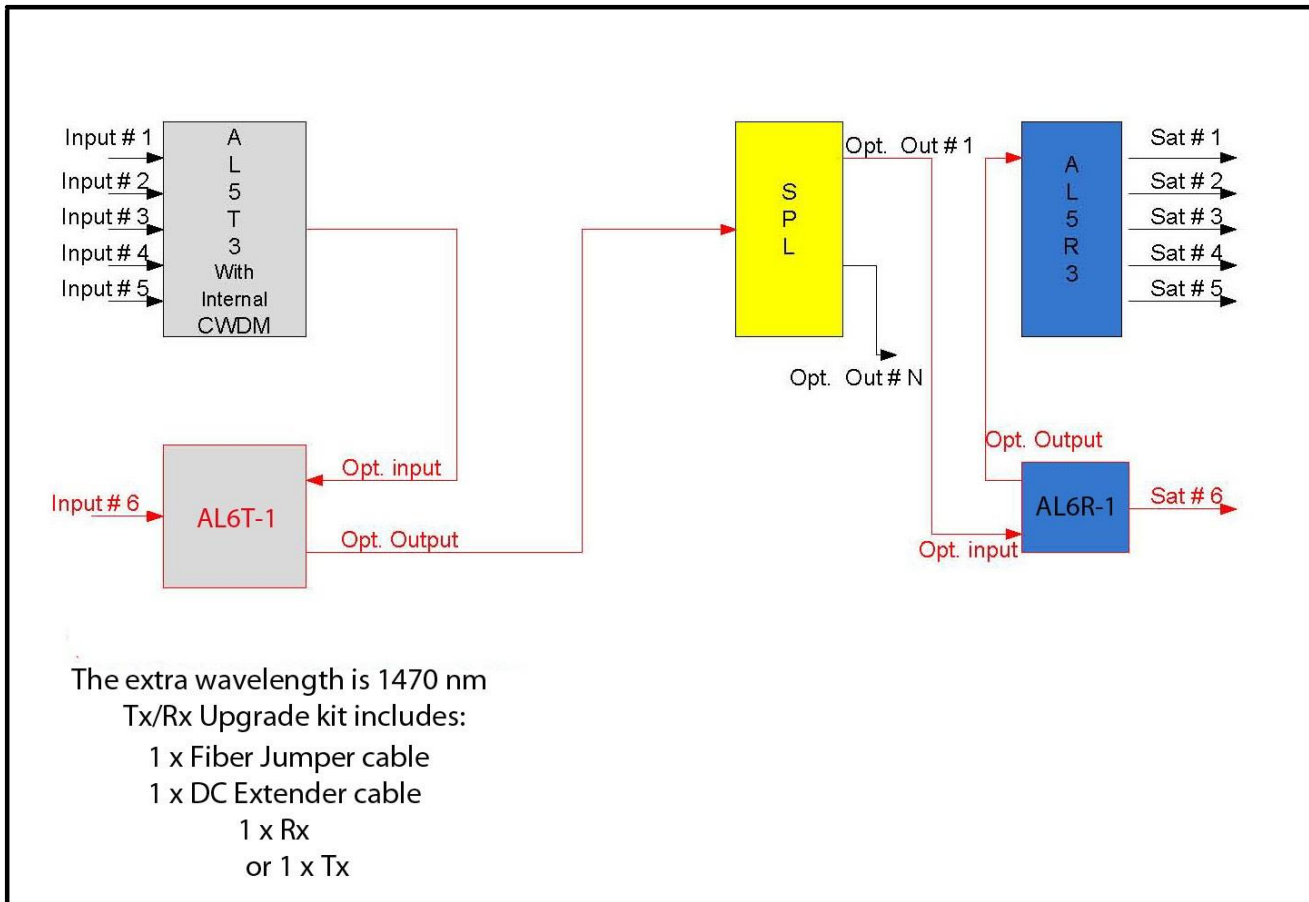 Input # 1
Input # 2
Input # 3
Input # 4
Input # 5
A
L
5
T
3
With
Internal
CWDM
S
P
L
Opt. Out # 1
Opt. Out # N
A
L
5
R
3
Sat # 1
Sat # 2
Sat # 3
Sat # 4
Sat # 5
Input # 6
AL6T-1
Opt. input
Opt. Output
Opt. Output
Opt. input
AL6R-1
Sat # 6
The extra wavelength is 1470 nm
Tx/Rx Upgrade kit includes:
1 x Fiber Jumper cable
1 x DC Extender cable
1 x Rx
or 1 x Tx